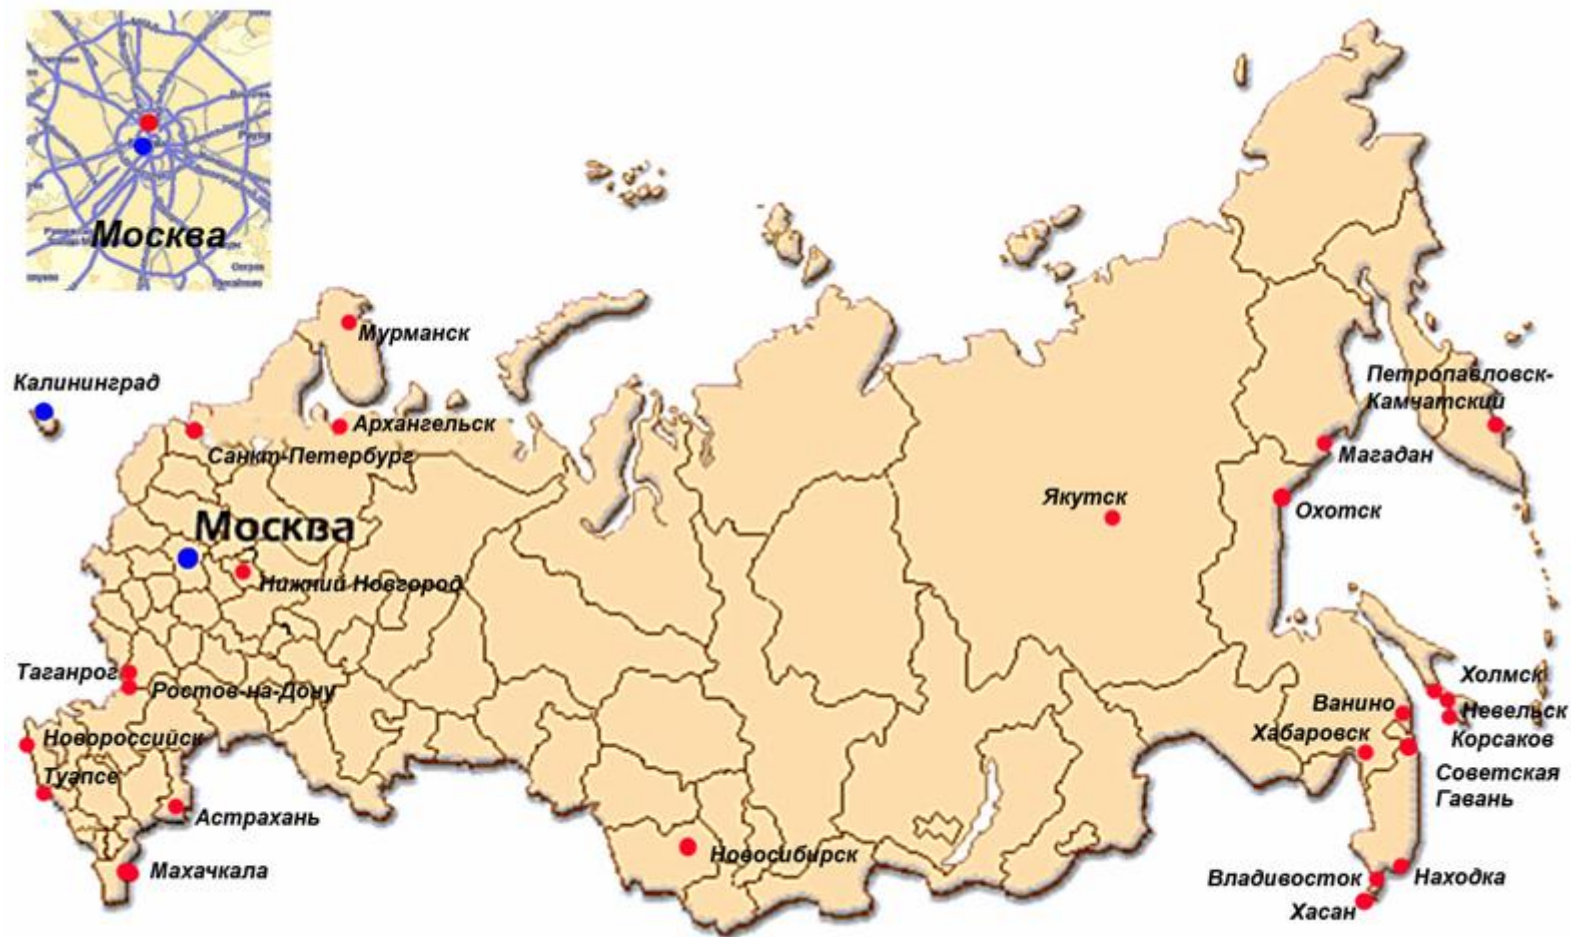 Москва
Мурманск
Калининград
Петропавловск-
Камчатский
Архангельск
Санкт-Петербург
Магадан
Якутск
Охотск
Москва
Нижний Новгород
Таганрог
Ростов-на-Дону
Холмск
Ванино
Невельск
Новороссийск
Хабаровск
Корсаков
Туапсе
Советская
Гавань
Астрахань
Новосибирск
Махачкала
Владивосток
Находка
Хасан